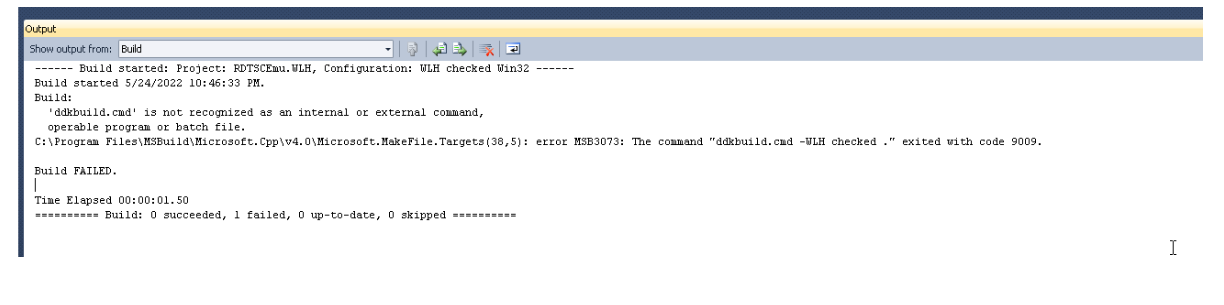 Output
Show output from: Build
------ Build started: Project: RDTSCEmu.WLH, Configuration: WLH checked Win32 ------
Build started 5/24/2022 10:46:33 PM.
Build:
'ddkbuild.cmd' is not recognized as an internal or external command,
operable program or batch file.
C:\Program Files\MSBuild\Microsoft.Cpp\v4.0\Microsoft.MakeFile.Targets(38,5): error MSB3073: The command "ddkbuild.cmd -WLH checked ." exited with code 9009.
Build FAILED.
Time Elapsed 00:00:01.50
========== Build: 0 succeeded, 1 failed, 0 up-to-date, 0 skipped ==========